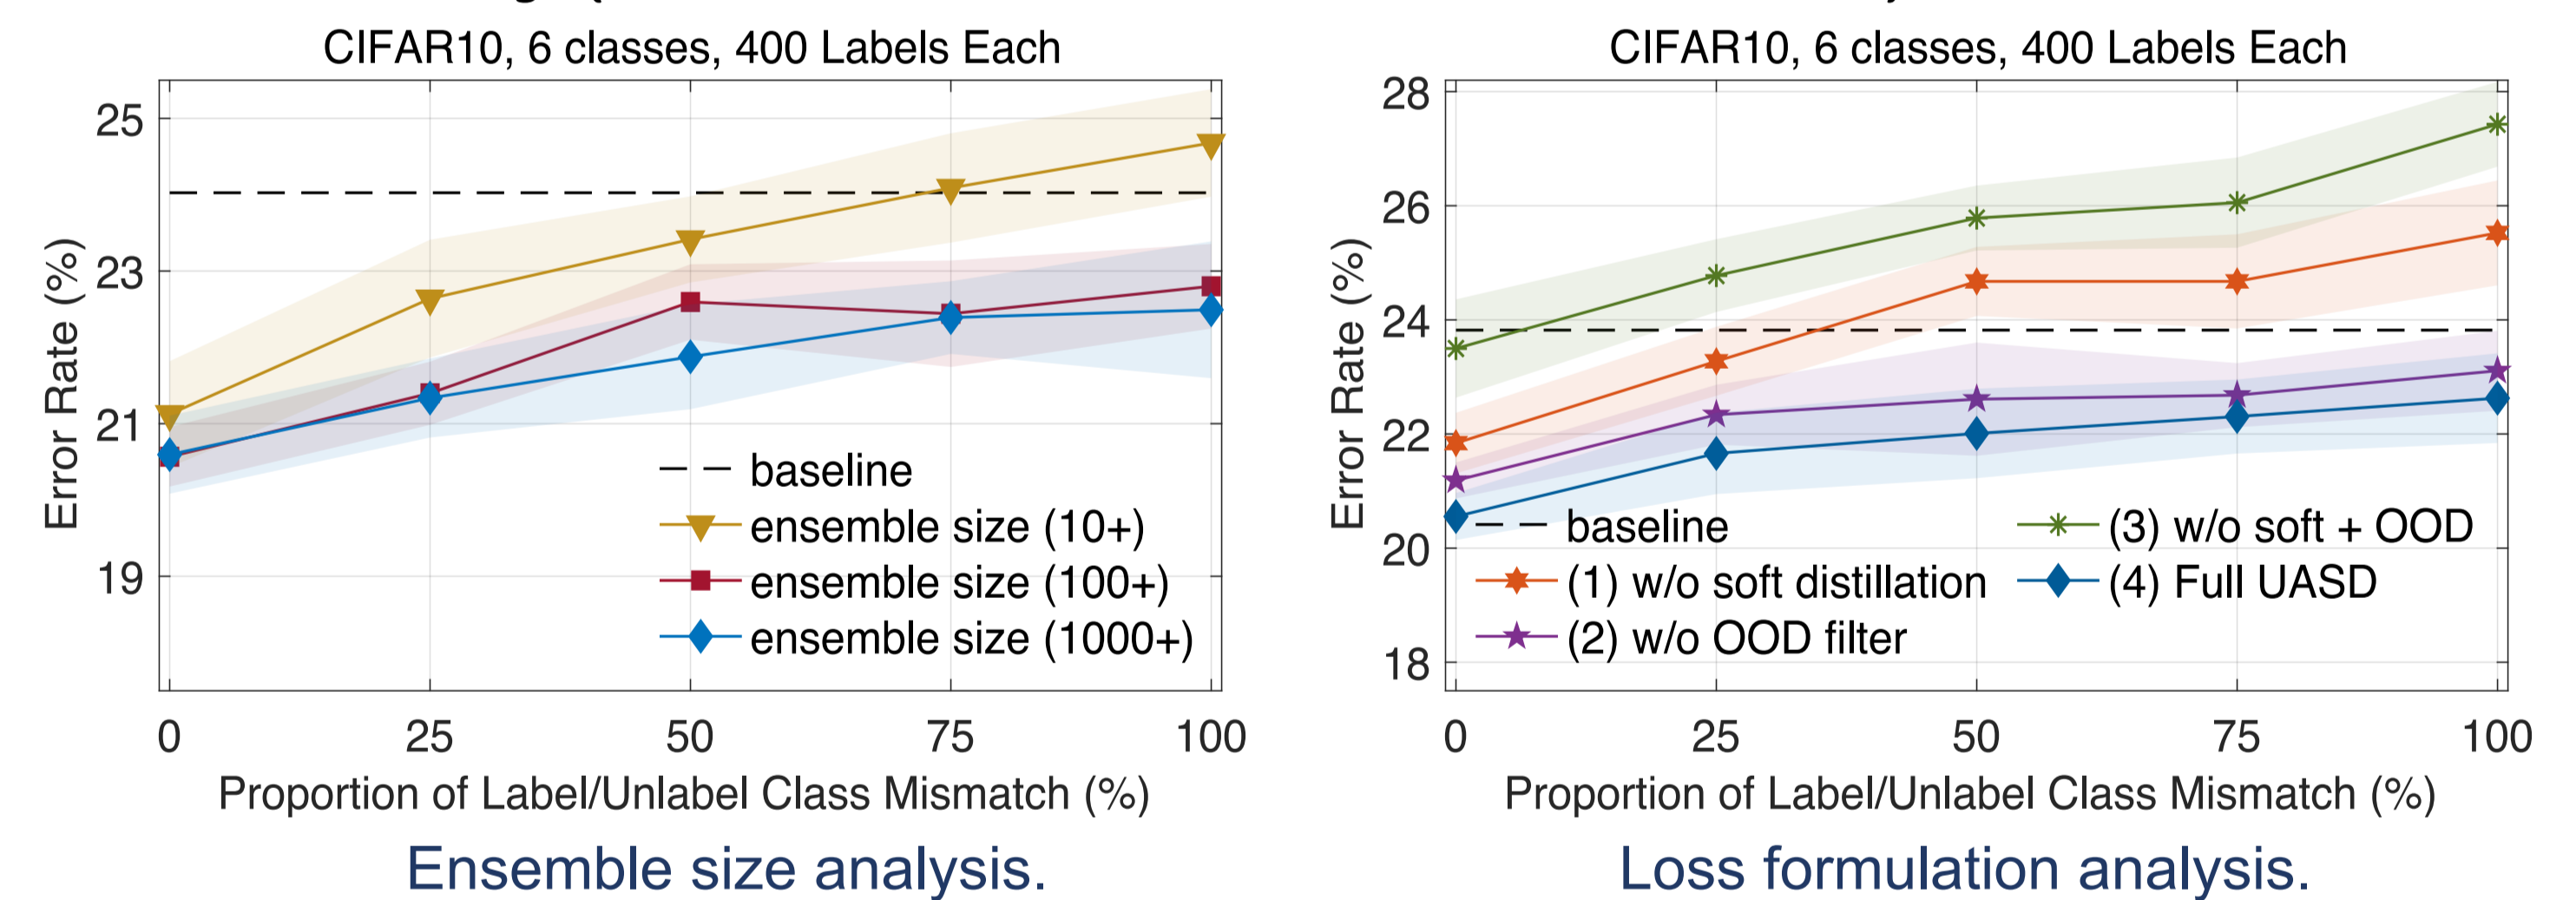 CIFAR10, 6 classes, 400 Labels Each
25
23
21
19
Error Rate (%)
baseline
ensemble size (10+)
ensemble size (100+)
ensemble size (1000+)
0 25 50 75 100
Proportion of Label/Unlabel Class Mismatch (%)
Ensemble size analysis.
CIFAR10, 6 classes, 400 Labels Each
28
26
24
22
20
18
Error Rate (%)
baseline
(1) w/o soft distillation
(2) w/o OOD filter
(3) w/o soft + OOD
(4) Full UASD
0 25 50 75 100
Proportion of Label/Unlabel Class Mismatch (%)
Loss formulation analysis.